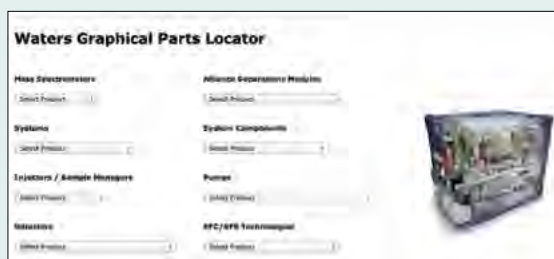 Waters Graphical Parts Locator
Mass Spectrometers
Select Product
Alliance Separations Modules
Select Product
Systems
Select Product
System Components
Select Product
Injectors / Sample Managers
Select Product
Pumps
Select Product
Detectors
Select Product
SFC/SFE Technologies
Select Product